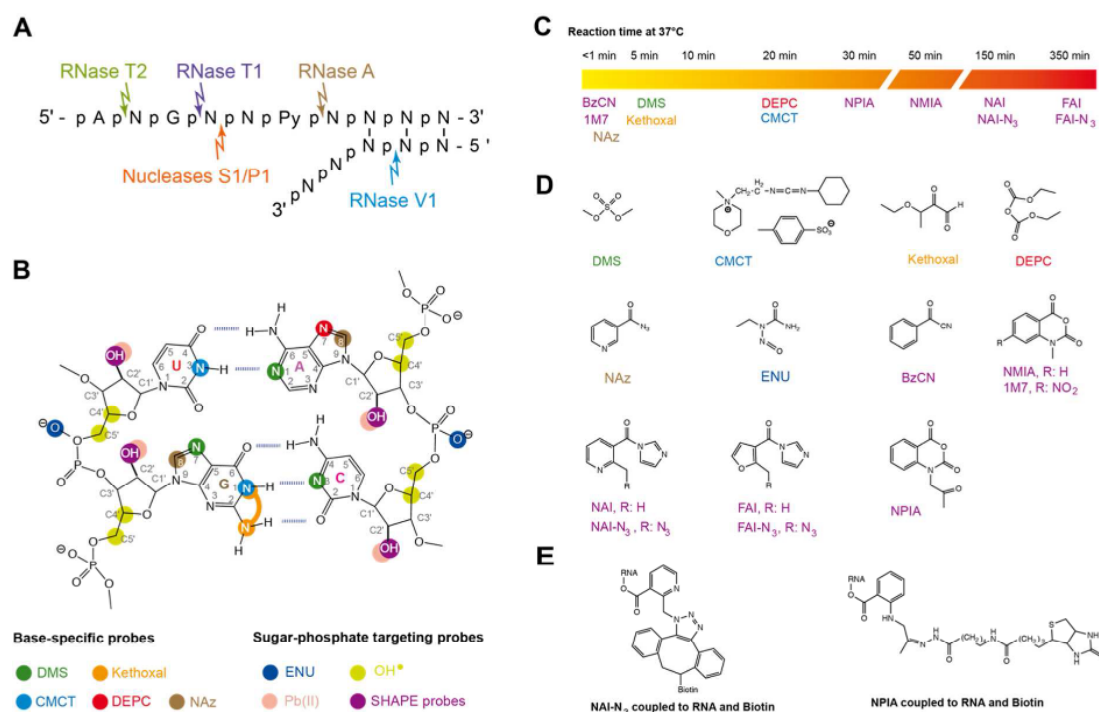 A
RNase T2
RNase T1
RNase A
5' - p A p N p G p N p N p Py p N p N p N p N - 3'
N p N p N - 5 '
3' p N p N p N
Nucleases S1/P1
RNase V1
B
U
A
G
C
Base-specific probes
Sugar-phosphate targeting probes
DMS
Kethoxal
ENU
OH•
CMCT
DEPC
NAz
Pb(II)
SHAPE probes
C
Reaction time at 37°C
<1 min
5 min
10 min
20 min
30 min
50 min
150 min
350 min
BzCN
DMS
DEPC
NPIA
NMIA
NAI
FAI
1M7
Kethoxal
CMCT
NAI-N₃
FAI-N₃
NAz
D
DMS
CMCT
Kethoxal
DEPC
NAz
ENU
BzCN
NMIA, R: H
1M7, R: NO₂
NAI, R: H
NAI-N₃ , R: N₃
FAI, R: H
FAI-N₃, R: N₃
NPIA
E
RNA
Biotin
NAI-N₃ coupled to RNA and Biotin
RNA
NPIA coupled to RNA and Biotin